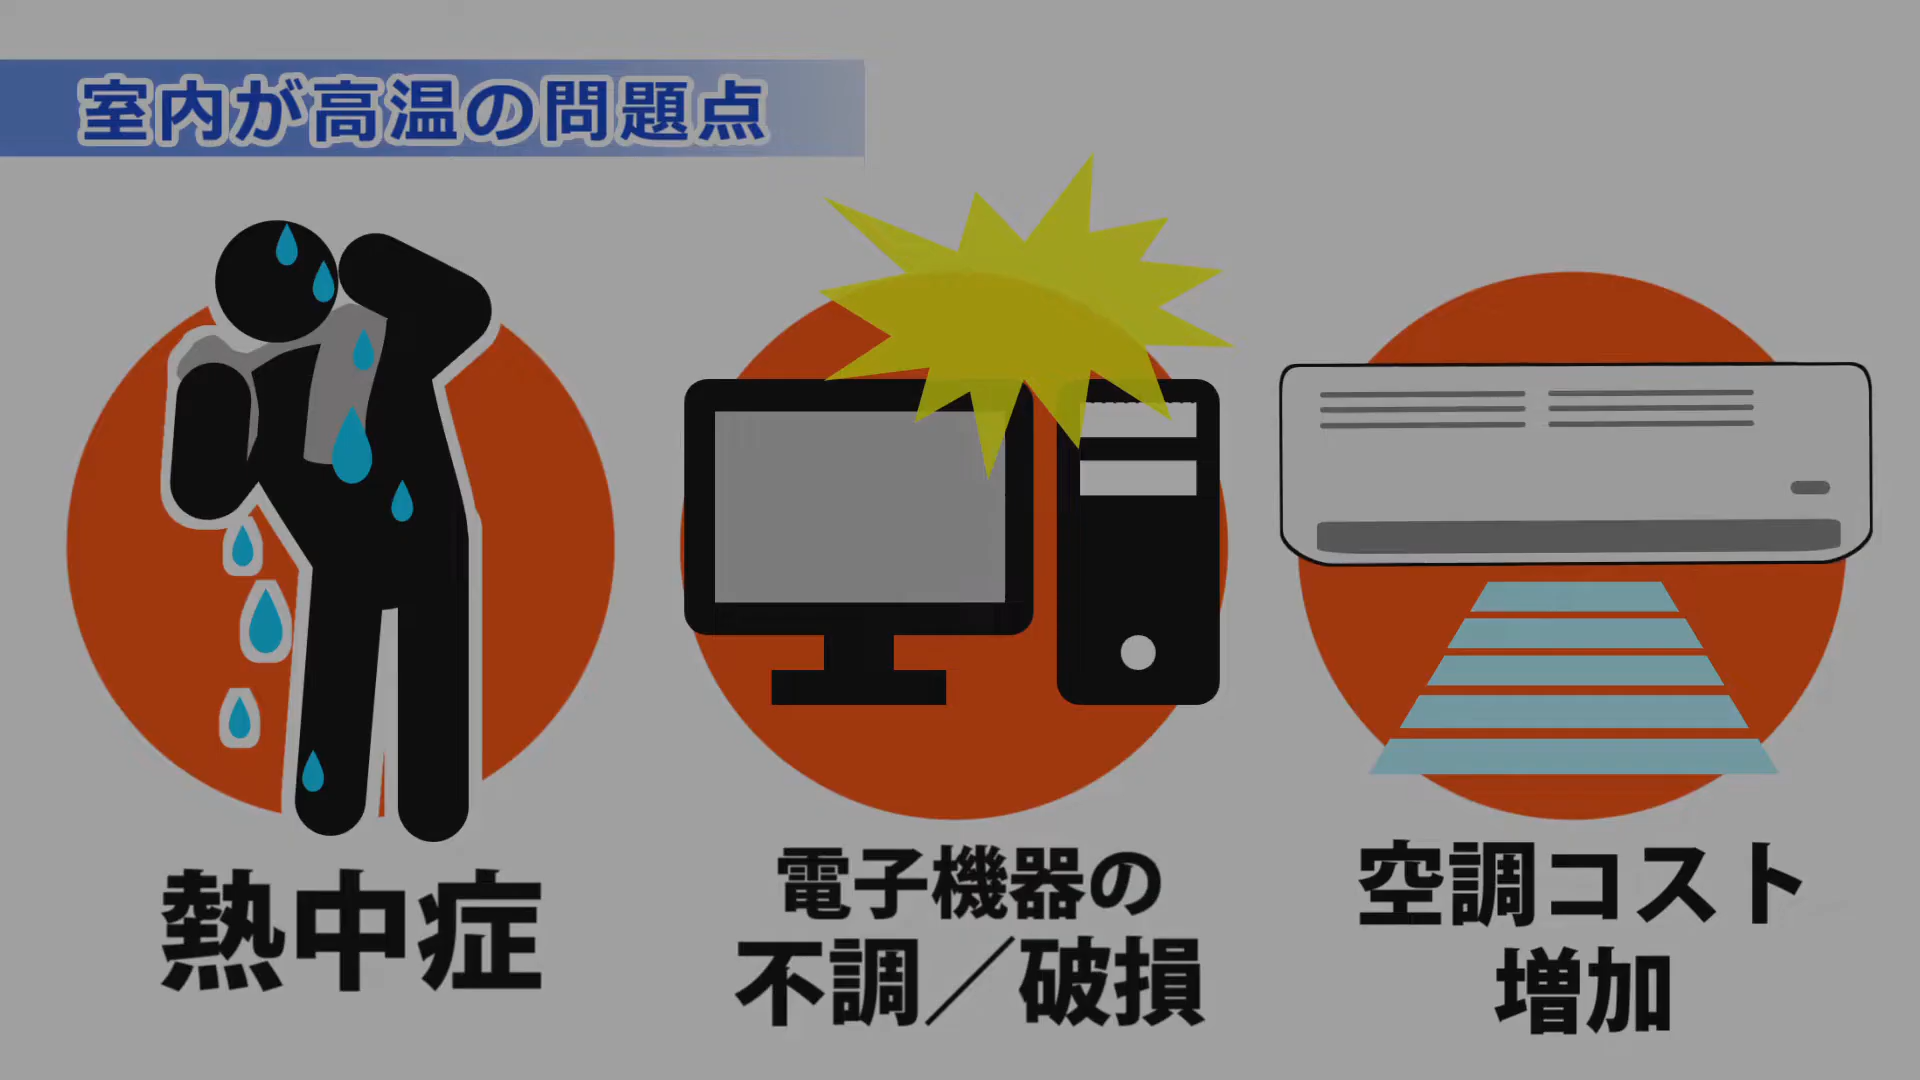 室内が高温の問題点
熱中症
電子機器の
不調／破損
空調コスト
増加